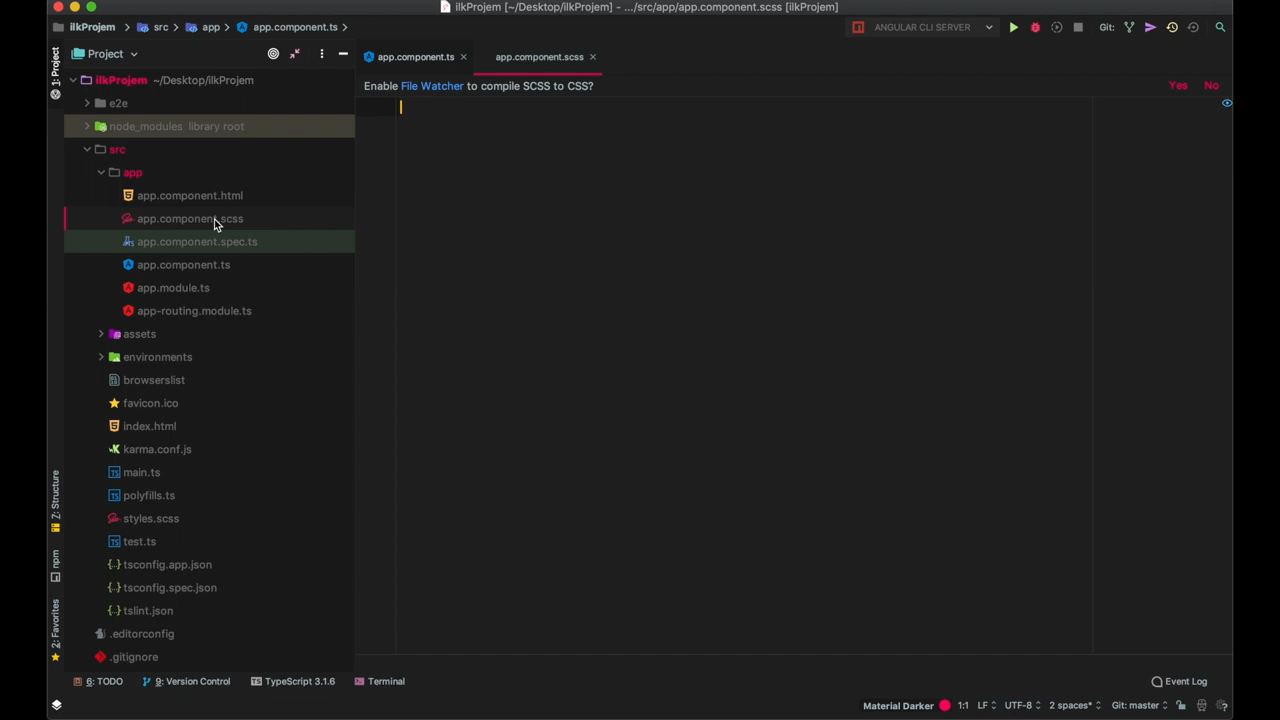 ilkProjem [~/Desktop/ilkProjem] - .../src/app/app.component.scss [ilkProjem]
ilkProjem src app app.component.ts
ANGULAR CLI SERVER Git:
1: Project
Project
app.component.ts
app.component.scss
Enable File Watcher to compile SCSS to CSS? Yes No
ilkProjem ~/Desktop/ilkProjem
e2e
node_modules library root
src
app
app.component.html
app.component.scss
app.component.spec.ts
app.component.ts
app.module.ts
app-routing.module.ts
assets
environments
browserslist
favicon.ico
index.html
karma.conf.js
main.ts
polyfills.ts
styles.scss
test.ts
tsconfig.app.json
tsconfig.spec.json
tslint.json
.editorconfig
.gitignore
Z: Structure
npm
2: Favorites
6: TODO 9: Version Control TypeScript 3.1.6 Terminal Event Log
Material Darker 1:1 LF UTF-8 2 spaces* Git: master